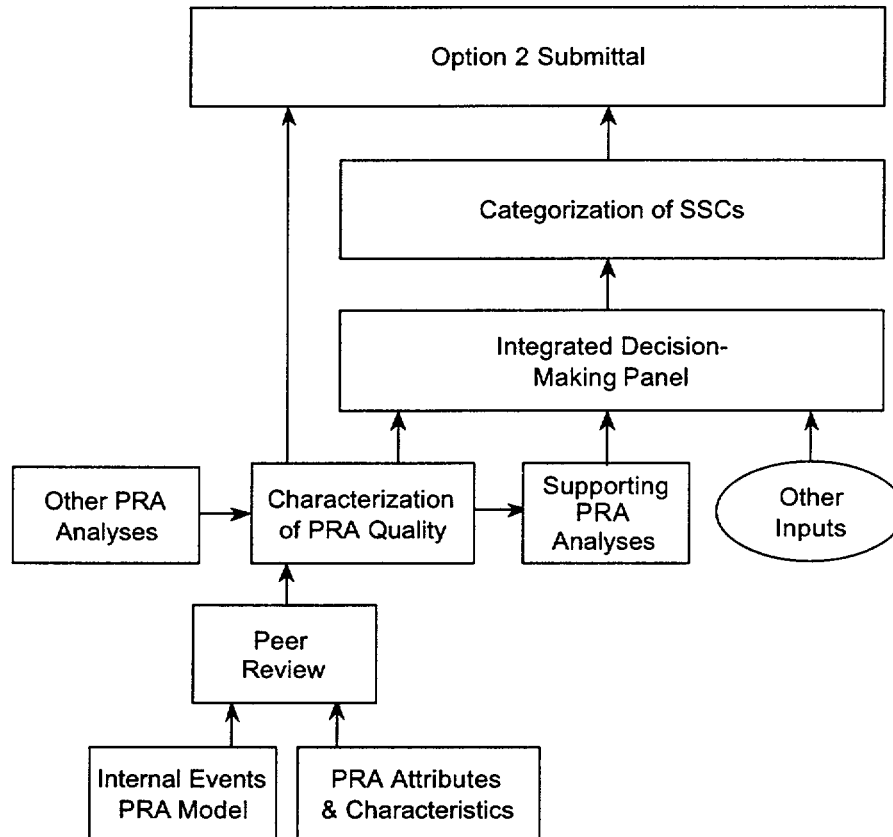 Option 2 Submittal
Categorization of SSCs
Integrated Decision-
Making Panel
Other PRA
Analyses
Characterization
of PRA Quality
Supporting
PRA
Analyses
Other
Inputs
Peer
Review
Internal Events
PRA Model
PRA Attributes
& Characteristics